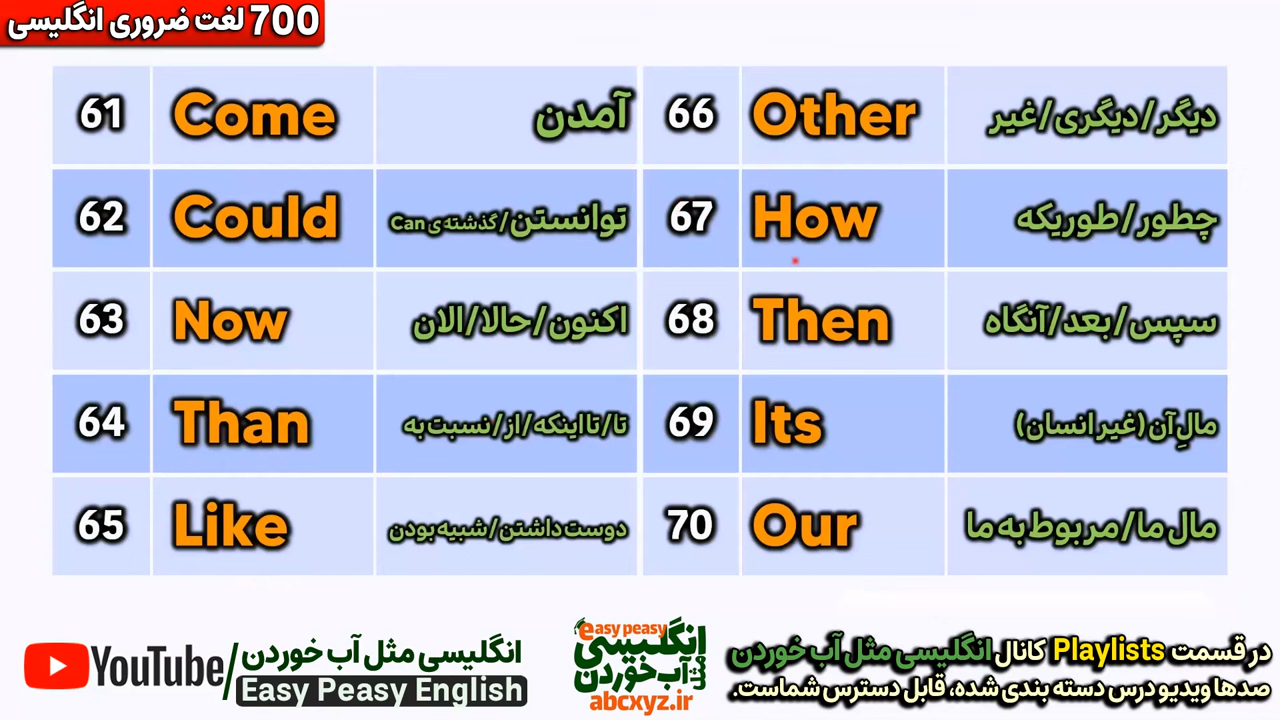 700 لغت ضروری انگلیسی
61 Come آمدن
62 Could توانستن/گذشته‌ی Can
63 Now اکنون/حالا/الان
64 Than تا/تااینکه/از/نسبت به
65 Like دوست داشتن/شبیه بودن
66 Other دیگر/دیگری/غیر
67 How چطور/طوریکه
68 Then سپس/بعد/آنگاه
69 Its مالِ آن (غیر انسان)
70 Our مال ما/مربوط به ما
YouTube/انگلیسی مثل آب خوردن
Easy Peasy English
easy peasy
انگلیسی
مثل آب خوردن
abcxyz.ir
در قسمت Playlists کانال انگلیسی مثل آب خوردن
صدها ویدیو درس دسته بندی شده، قابل دسترس شماست.